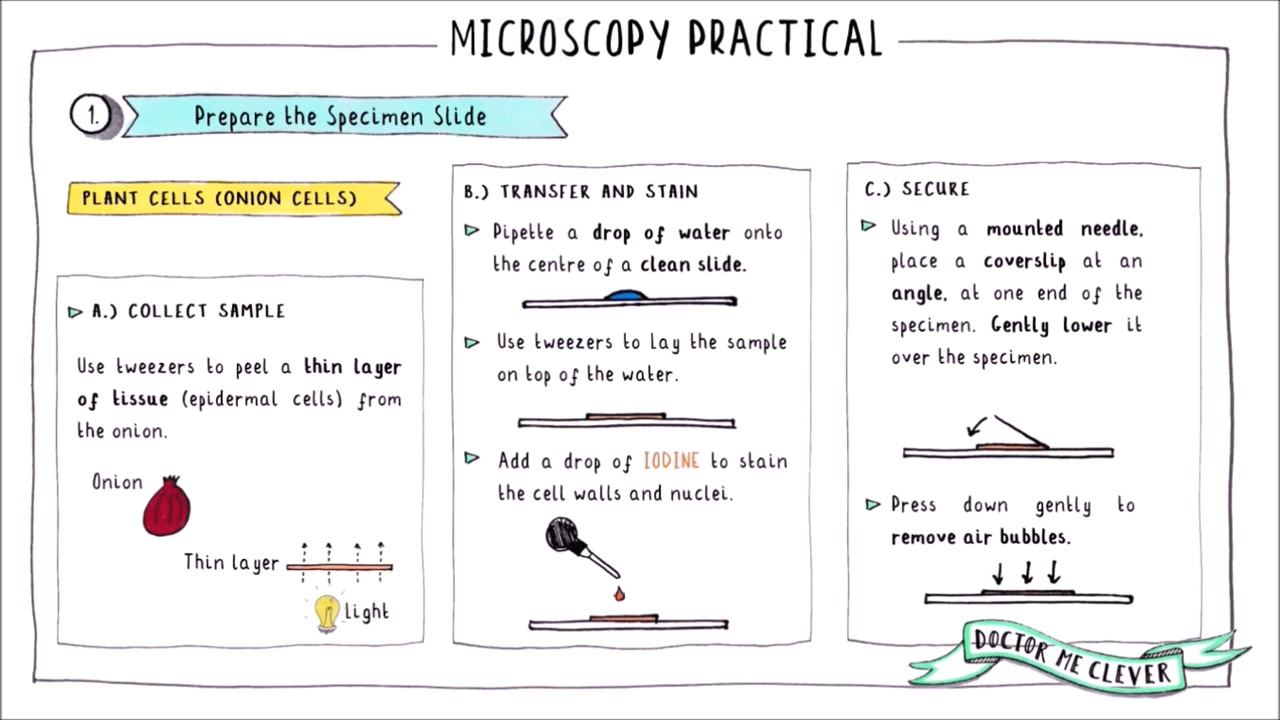 MICROSCOPY PRACTICAL
1.
Prepare the Specimen Slide
PLANT CELLS (ONION CELLS)
A.) COLLECT SAMPLE
Use tweezers to peel a thin layer
of tissue (epidermal cells) from
the onion.
Onion
Thin layer
Light
B.) TRANSFER AND STAIN
Pipette a drop of water onto
the centre of a clean slide.
Use tweezers to lay the sample
on top of the water.
Add a drop of IODINE to stain
the cell walls and nuclei.
C.) SECURE
Using a mounted needle,
place a coverslip at an
angle, at one end of the
specimen. Gently lower it
over the specimen.
Press down gently to
remove air bubbles.
DOCTOR ME CLEVER